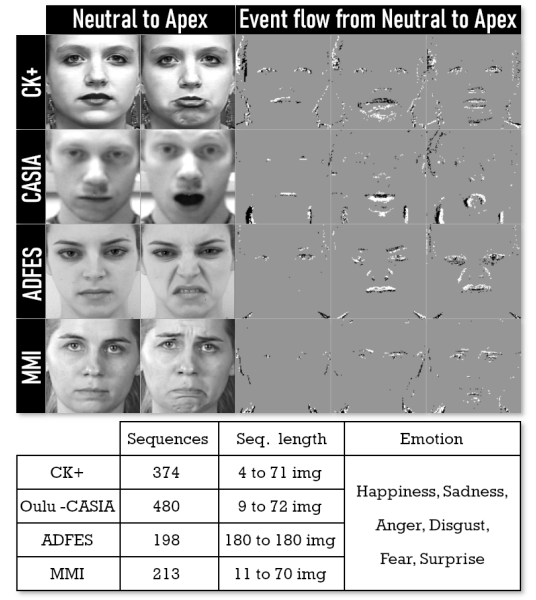 Neutral to Apex Event flow from Neutral to Apex
CK+
CASIA
ADFES
MMI
Sequences Seq. length Emotion
CK+ 374 4 to 71 img
Oulu -CASIA 480 9 to 72 img
ADFES 198 180 to 180 img
MMI 213 11 to 70 img
Happiness, Sadness,
Anger, Disgust,
Fear, Surprise